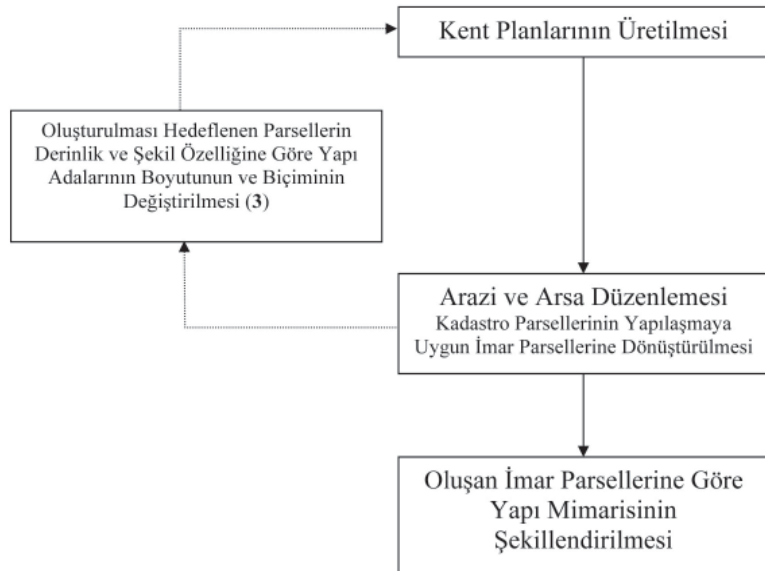 Kent Planlarının Üretilmesi
Oluşturulması Hedeflenen Parsellerin
Derinlik ve Şekil Özelliğine Göre Yapı
Adalarının Boyutunun ve Biçiminin
Değiştirilmesi (3)
Arazi ve Arsa Düzenlemesi
Kadastro Parsellerinin Yapılaşmaya
Uygun İmar Parsellerine Dönüştürülmesi
Oluşan İmar Parsellerine Göre
Yapı Mimarisinin
Şekillendirilmesi